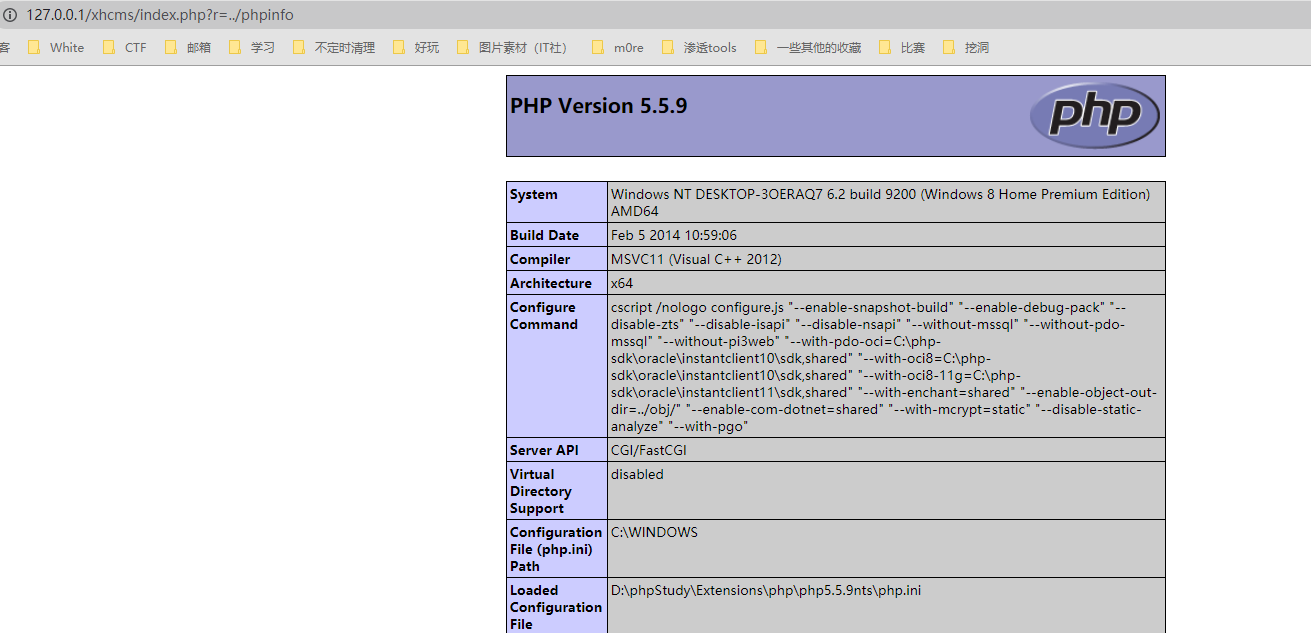 127.0.0.1/xhcms/index.php?r=../phpinfo
客 White CTF 邮箱 学习 不定时清理 好玩 图片素材（IT社） m0re 渗透tools 一些其他的收藏 比赛 挖洞
PHP Version 5.5.9
php
System Windows NT DESKTOP-3OERAQ7 6.2 build 9200 (Windows 8 Home Premium Edition)
AMD64
Build Date Feb 5 2014 10:59:06
Compiler MSVC11 (Visual C++ 2012)
Architecture x64
Configure cscript /nologo configure.js "--enable-snapshot-build" "--enable-debug-pack" "--
Command disable-zts" "--disable-isapi" "--disable-nsapi" "--without-mssql" "--without-pdo-
mssql" "--without-pi3web" "--with-pdo-oci=C:\php-
sdk\oracle\instantclient10\sdk,shared" "--with-oci8=C:\php-
sdk\oracle\instantclient10\sdk,shared" "--with-oci8-11g=C:\php-
sdk\oracle\instantclient11\sdk,shared" "--with-enchant=shared" "--enable-object-out-
dir=../obj/" "--enable-com-dotnet=shared" "--with-mcrypt=static" "--disable-static-
analyze" "--with-pgo"
Server API CGI/FastCGI
Virtual disabled
Directory
Support
Configuration C:\WINDOWS
File (php.ini)
Path
Loaded D:\phpStudy\Extensions\php\php5.5.9nts\php.ini
Configuration
File